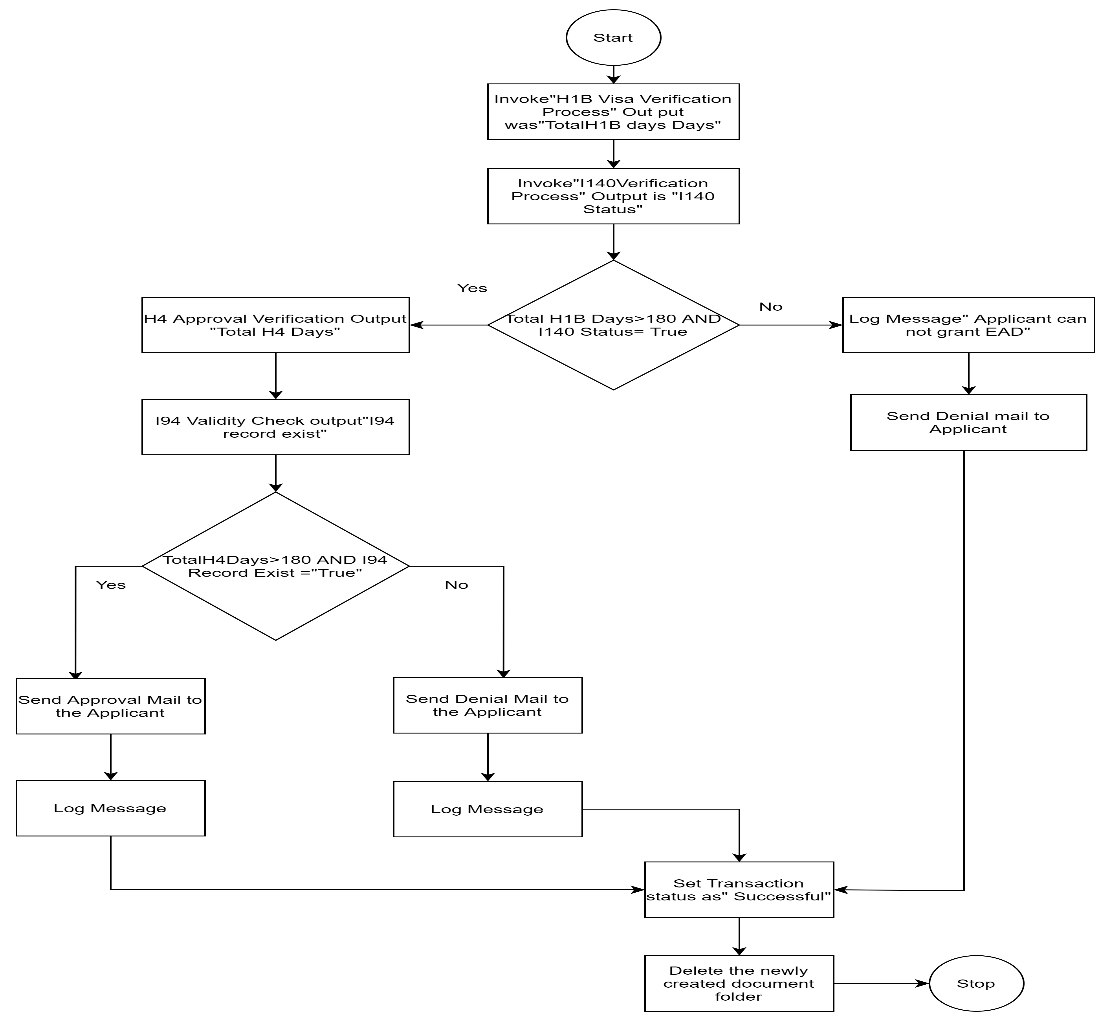 Start
Invoke"H1B Visa Verification
Process" Out put
was"TotalH1B days Days"
Invoke"I140Verification
Process" Output is "I140
Status"
Yes
Total H1B Days>180 AND
I140 Status= True
No
H4 Approval Verification Output
"Total H4 Days"
Log Message" Applicant can
not grant EAD"
I94 Validity Check output"I94
record exist"
Send Denial mail to
Applicant
TotalH4Days>180 AND I94
Record Exist ="True"
Yes
No
Send Approval Mail to
the Applicant
Send Denial Mail to
the Applicant
Log Message
Log Message
Set Transaction
status as" Successful"
Delete the newly
created document
folder
Stop